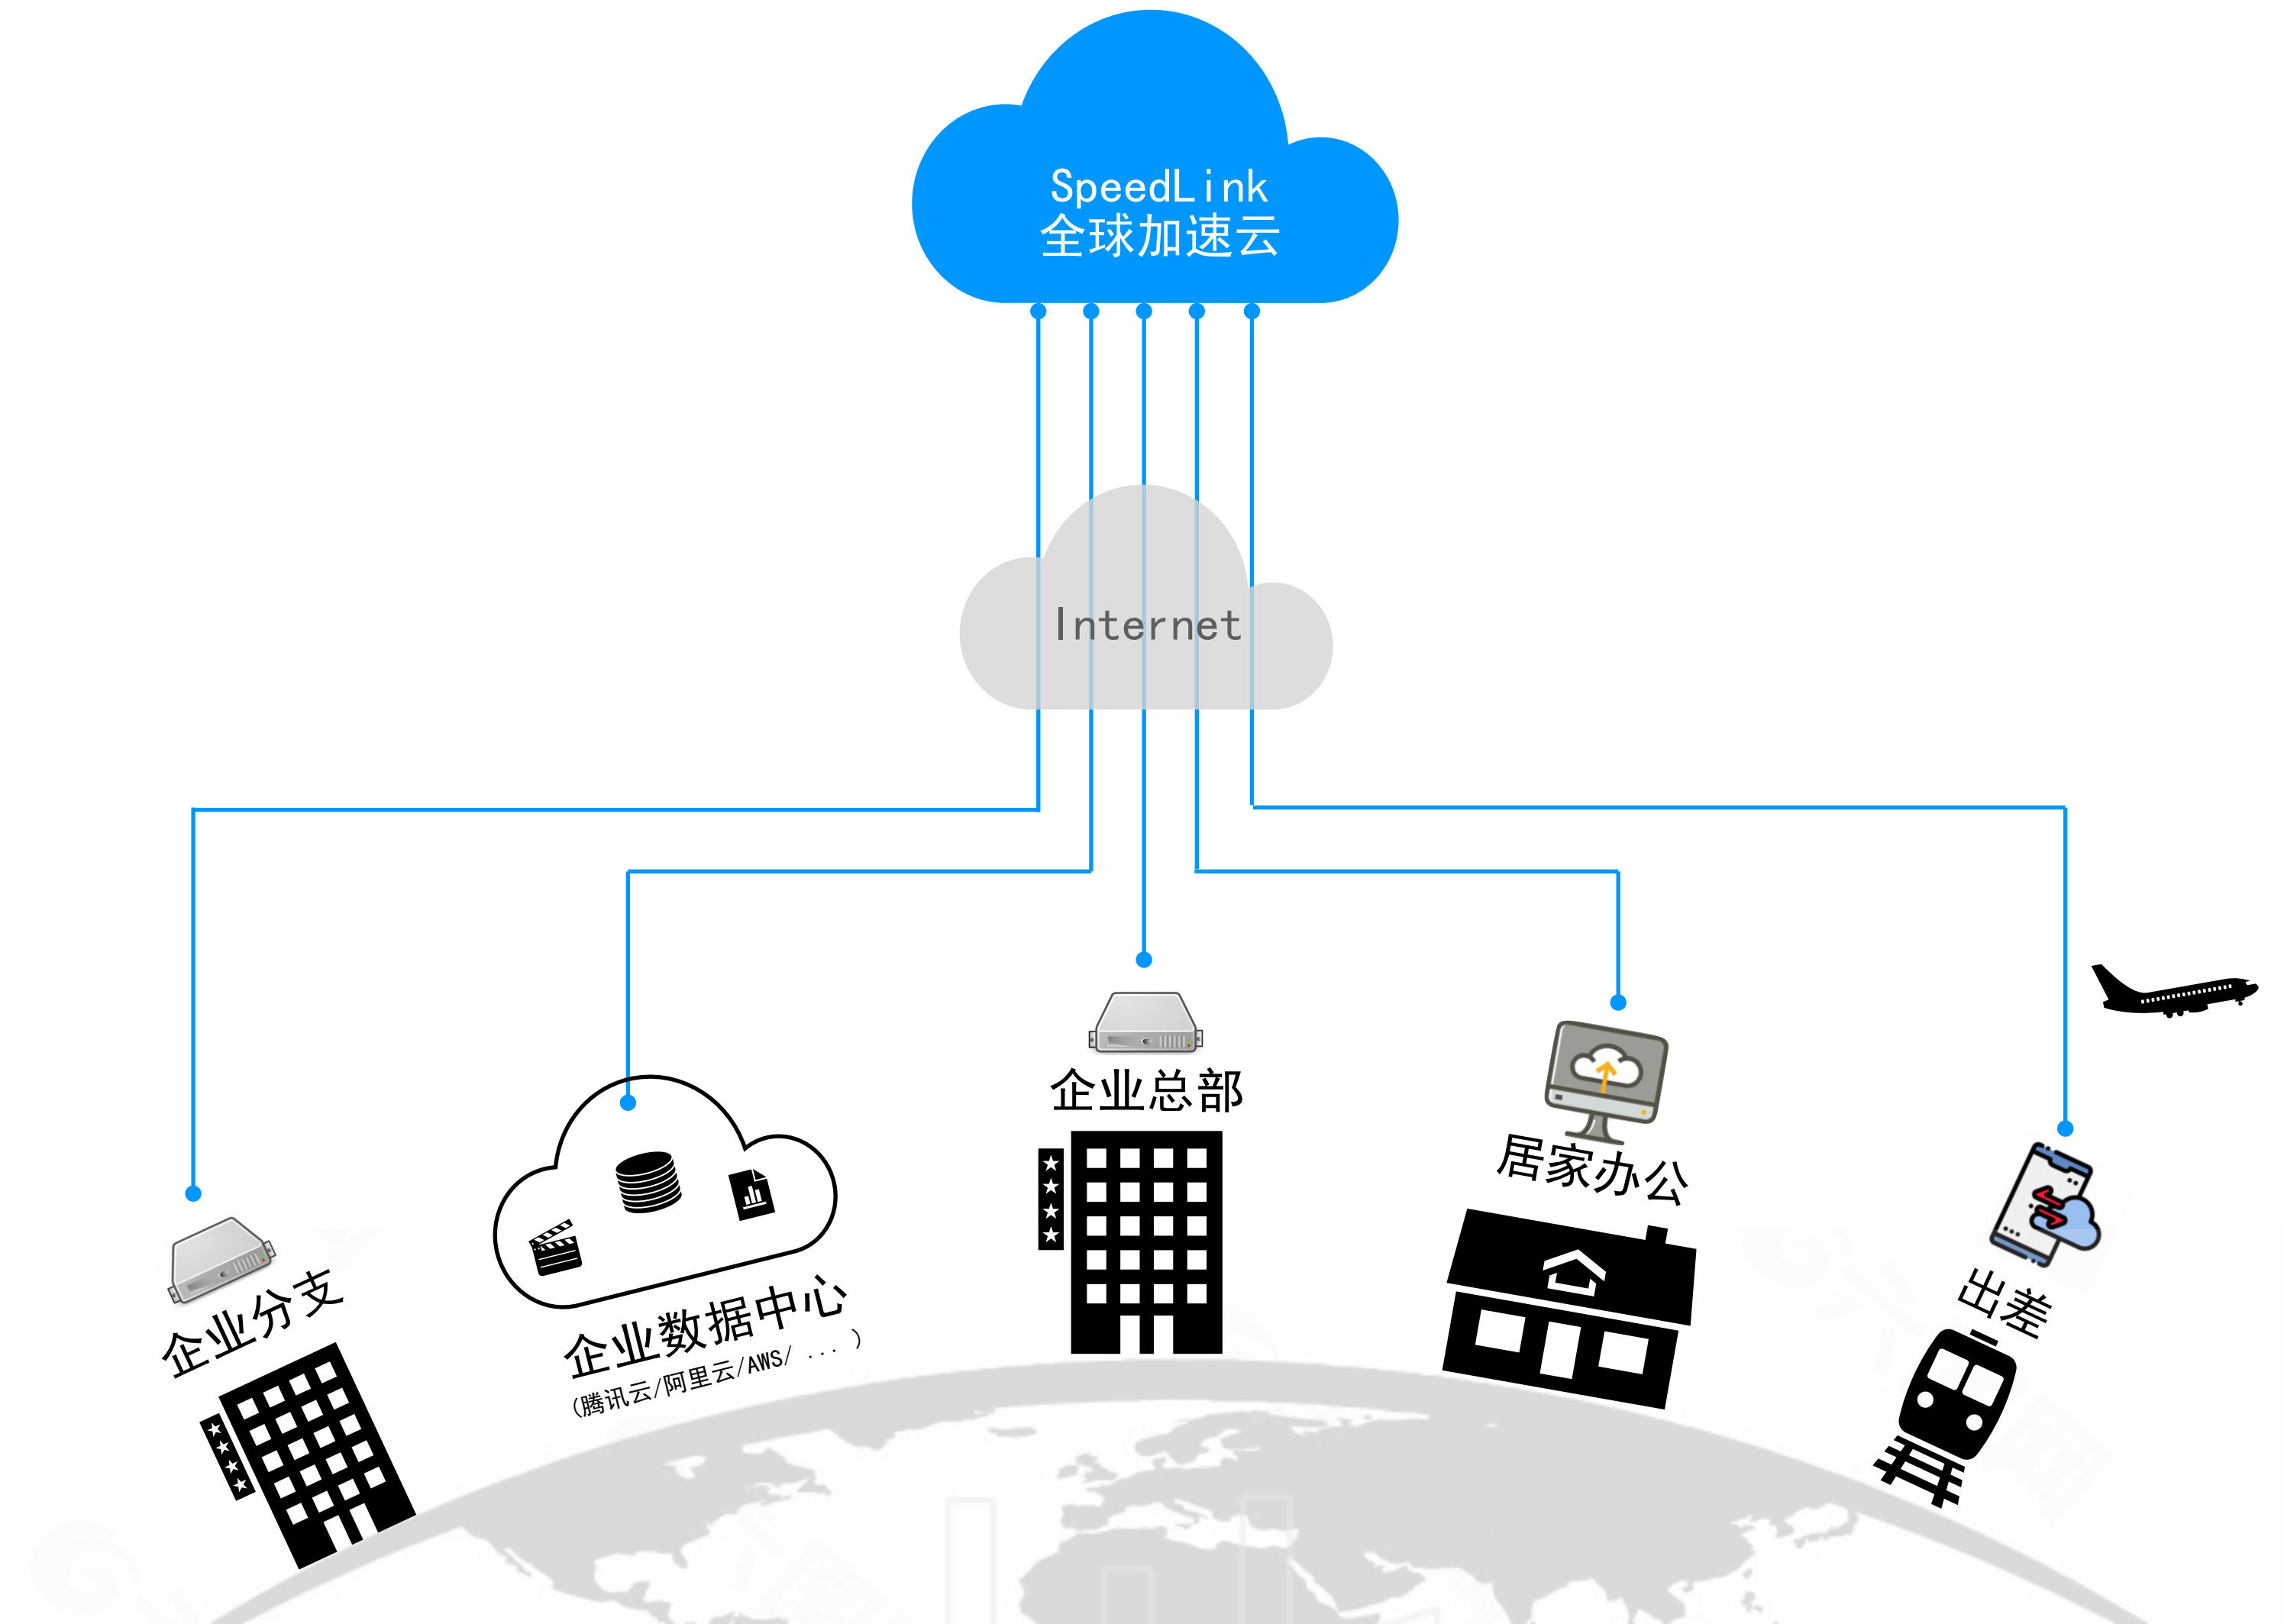 SpeedLink
全球加速云
Internet
企业总部
居家办公
出差
企业分支
企业数据中心
(腾讯云/阿里云/AWS/ ... )